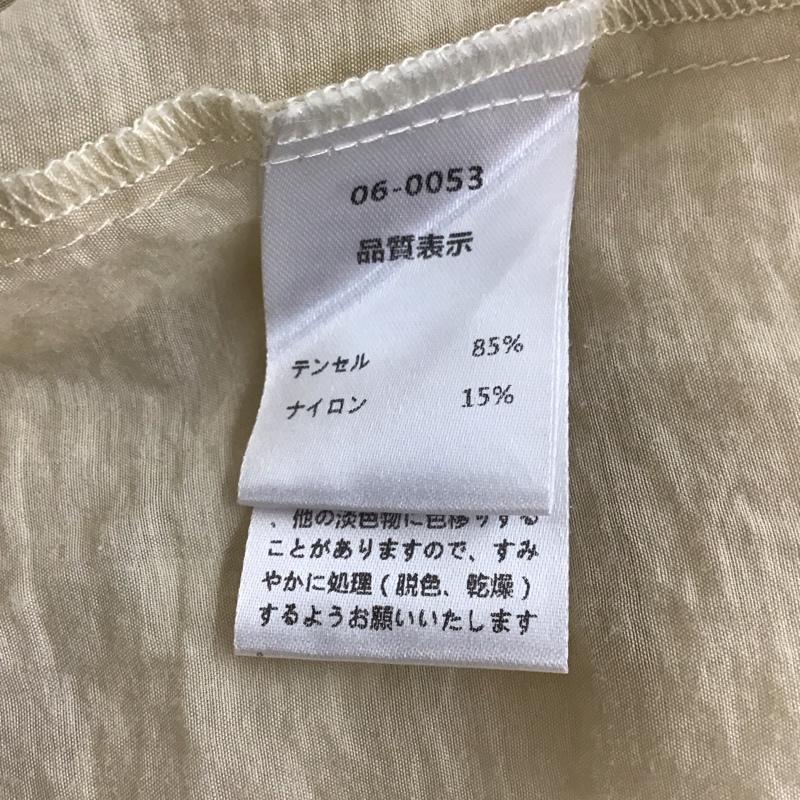 06-0053
品質表示
テンセル 85%
ナイロン 15%
、他の淡色物に色移りする
ことがありますので、すみ
やかに処理(脱色、乾燥)
するようお願いいたします